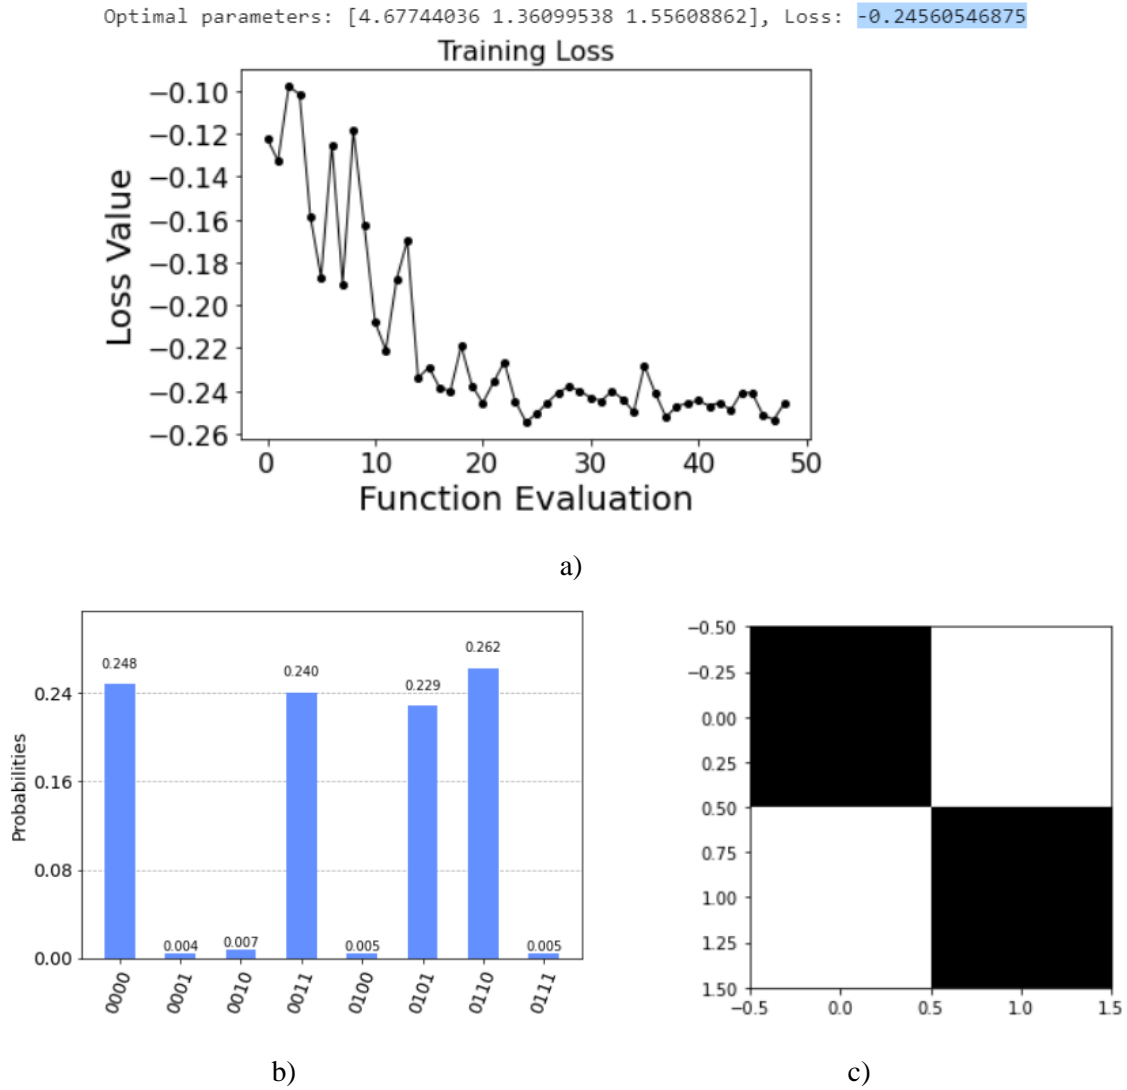 Optimal parameters: [4.67744036 1.36099538 1.55608862], Loss: -0.24560546875
Training Loss
−0.10
−0.12
−0.14
−0.16
−0.18
−0.20
−0.22
−0.24
−0.26
Loss Value
0 10 20 30 40 50
Function Evaluation
a)
0.24
0.16
0.08
0.00
Probabilities
0.248
0.004
0.007
0.240
0.005
0.229
0.262
0.005
0000 0001 0010 0011 0100 0101 0110 0111
b)
−0.50
−0.25
0.00
0.25
0.50
0.75
1.00
1.25
1.50
−0.5 0.0 0.5 1.0 1.5
c)